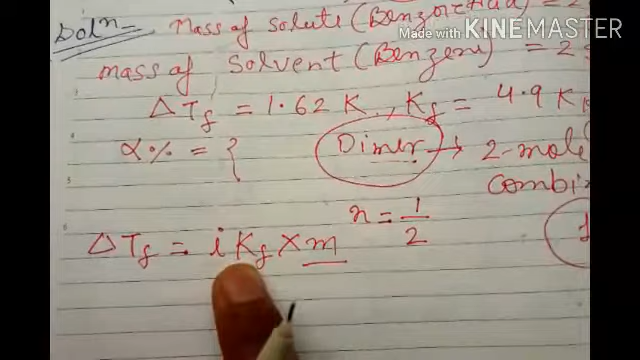 Soln- Mass of Solute (Benzoic
Made with KINEMASTER
mass of Solvent (Benzene) = 2
ΔTf = 1.62 K, Kf = 4.9 K
α% = { Dimer → 2-mole
combi
n = 1/2
ΔTf = i Kf × m